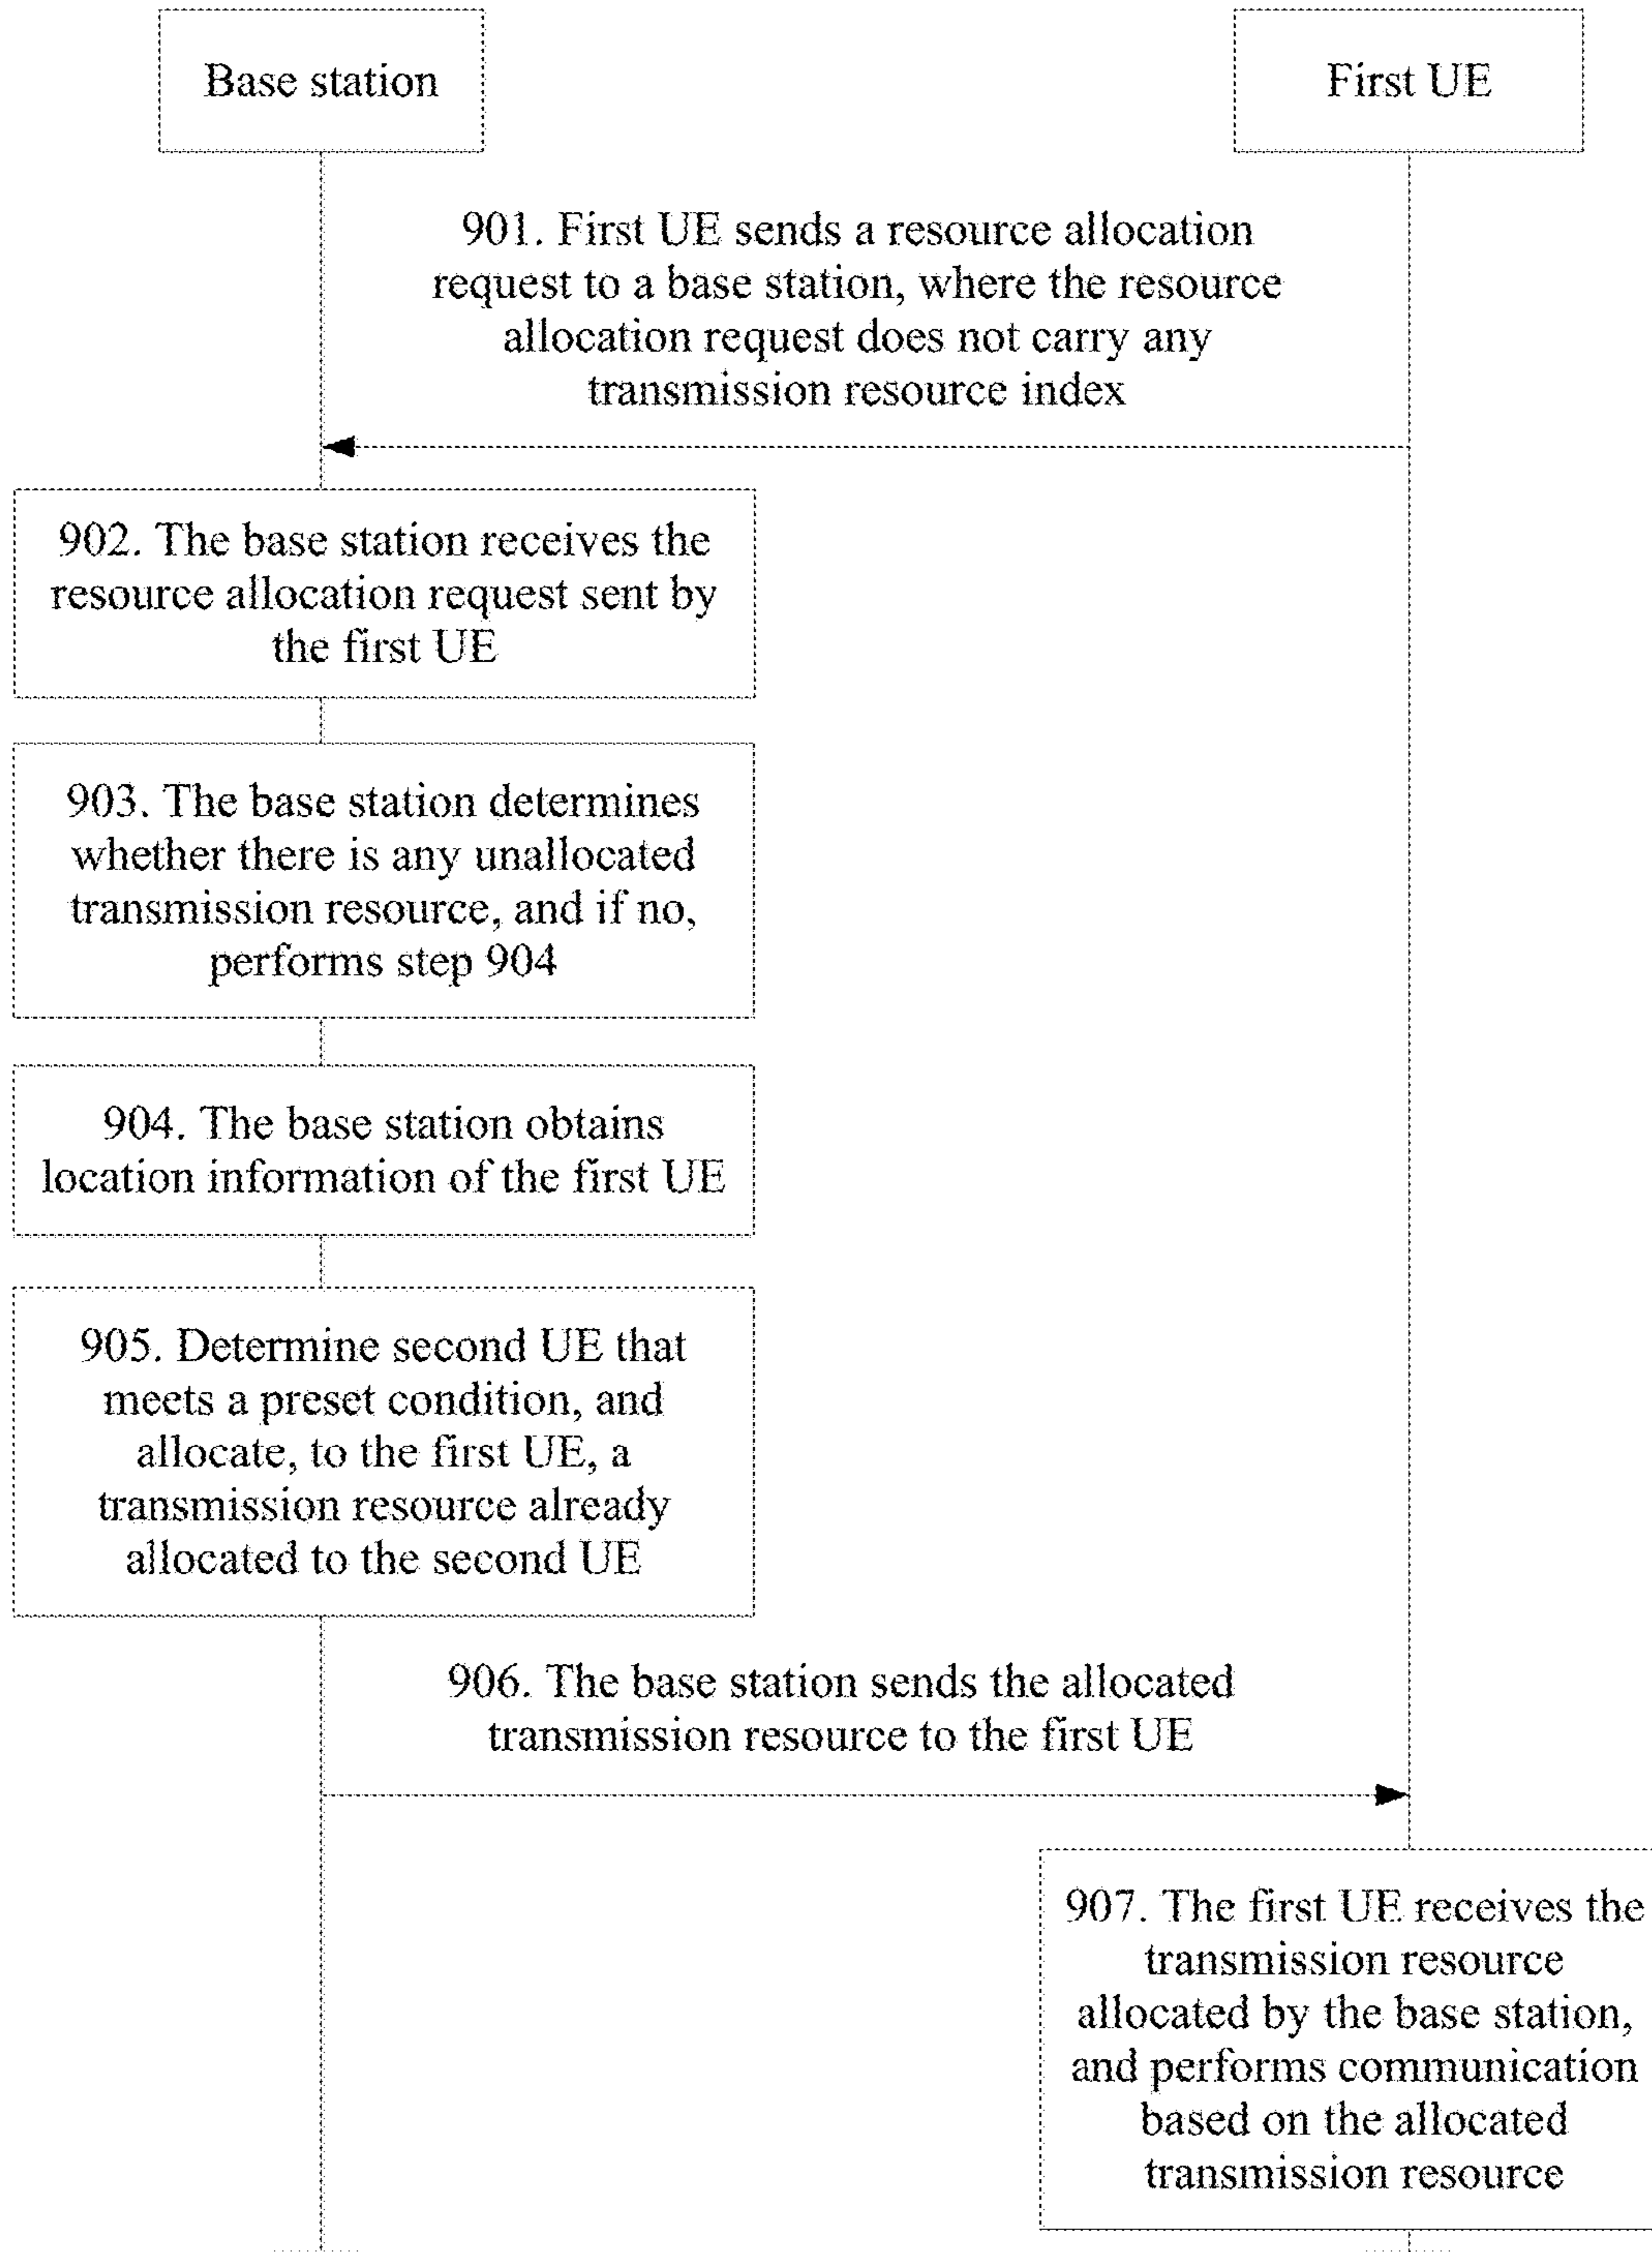 Base station
First UE
901. First UE sends a resource allocation
request to a base station, where the resource
allocation request does not carry any
transmission resource index
902. The base station receives the
resource allocation request sent by
the first UE
903. The base station determines
whether there is any unallocated
transmission resource, and if no,
performs step 904
904. The base station obtains
location information of the first UE
905. Determine second UE that
meets a preset condition, and
allocate, to the first UE, a
transmission resource already
allocated to the second UE
906. The base station sends the allocated
transmission resource to the first UE
907. The first UE receives the
transmission resource
allocated by the base station,
and performs communication
based on the allocated
transmission resource